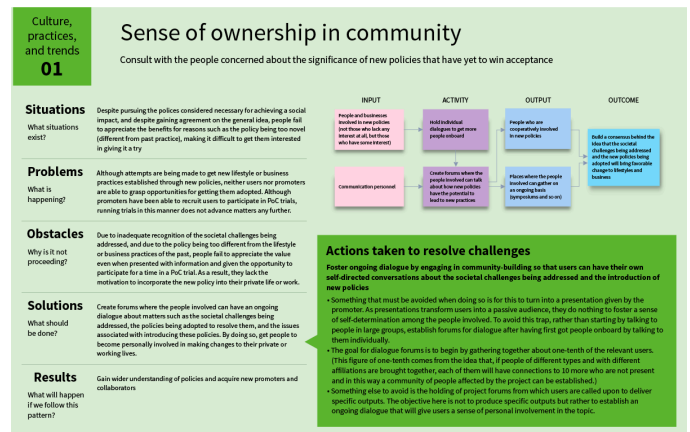 Culture,
practices,
and trends
01
Sense of ownership in community
Consult with the people concerned about the significance of new policies that have yet to win acceptance
Situations
What situations
exist?
Despite pursuing the polices considered necessary for achieving a social
impact, and despite gaining agreement on the general idea, people fail
to appreciate the benefits for reasons such as the policy being too novel
(different from past practice), making it difficult to get them interested
in giving it a try
Problems
What is
happening?
Although attempts are being made to get new lifestyle or business
practices established through new policies, neither users nor promoters
are able to grasp opportunities for getting them adopted. Although
promoters have been able to recruit users to participate in PoC trials,
running trials in this manner does not advance matters any further.
Obstacles
Why is it not
proceeding?
Due to inadequate recognition of the societal challenges being
addressed, and due to the policy being too different from the lifestyle
or business practices of the past, people fail to appreciate the value
even when presented with information and given the opportunity to
participate for a time in a PoC trial. As a result, they lack the
motivation to incorporate the new policy into their private life or work.
Solutions
What should
be done?
Create forums where the people involved can have an ongoing
dialogue about matters such as the societal challenges being
addressed, the policies being adopted to resolve them, and the issues
associated with introducing these policies. By doing so, get people to
become personally involved in making changes to their private or
working lives.
Results
What will happen
if we follow this
pattern?
Gain wider understanding of policies and acquire new promoters and
collaborators
INPUT
ACTIVITY
OUTPUT
OUTCOME
People and businesses
involved in new policies
(not those who lack any
interest at all, but those
who have some interest)
Hold individual
dialogues to get more
people onboard
People who are
cooperatively involved
in new policies
Build a consensus behind the
idea that the societal
challenges being addressed
and the new policies being
adopted will bring favorable
change to lifestyles and
business
Communication personnel
Create forums where the
people involved can talk
about how new policies
have the potential to
lead to new practices
Places where the people
involved can gather on
an ongoing basis
(symposiums and so on)
Actions taken to resolve challenges
Foster ongoing dialogue by engaging in community-building so that users can have their own
self-directed conversations about the societal challenges being addressed and the introduction of
new policies
• Something that must be avoided when doing so is for this to turn into a presentation given by the
promoter. As presentations transform users into a passive audience, they do nothing to foster a sense
of self-determination among the people involved. To avoid this trap, rather than starting by talking to
people in large groups, establish forums for dialogue after having first got people onboard by talking to
them individually.
• The goal for dialogue forums is to begin by gathering together about one-tenth of the relevant users.
(This figure of one-tenth comes from the idea that, if people of different types and with different
affiliations are brought together, each of them will have connections to 10 more who are not present
and in this way a community of people affected by the project can be established.)
• Something else to avoid is the holding of project forums from which users are called upon to deliver
specific outputs. The objective here is not to produce specific outputs but rather to establish an
ongoing dialogue that will give users a sense of personal involvement in the topic.